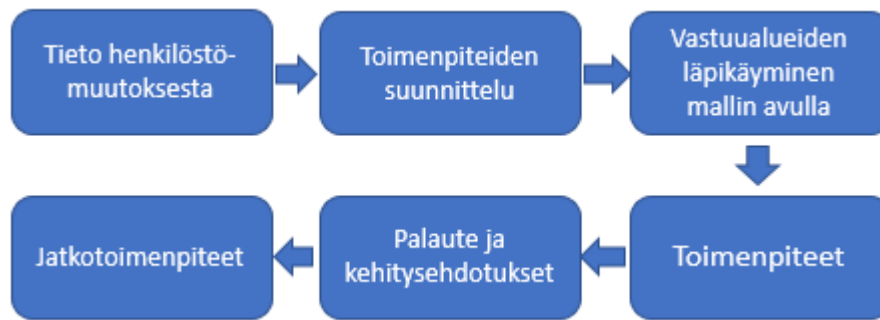 Tieto henkilöstö-
muutoksesta
Toimenpiteiden
suunnittelu
Vastuualueiden
läpikäyminen
mallin avulla
Toimenpiteet
Palaute ja
kehitysehdotukset
Jatkotoimenpiteet